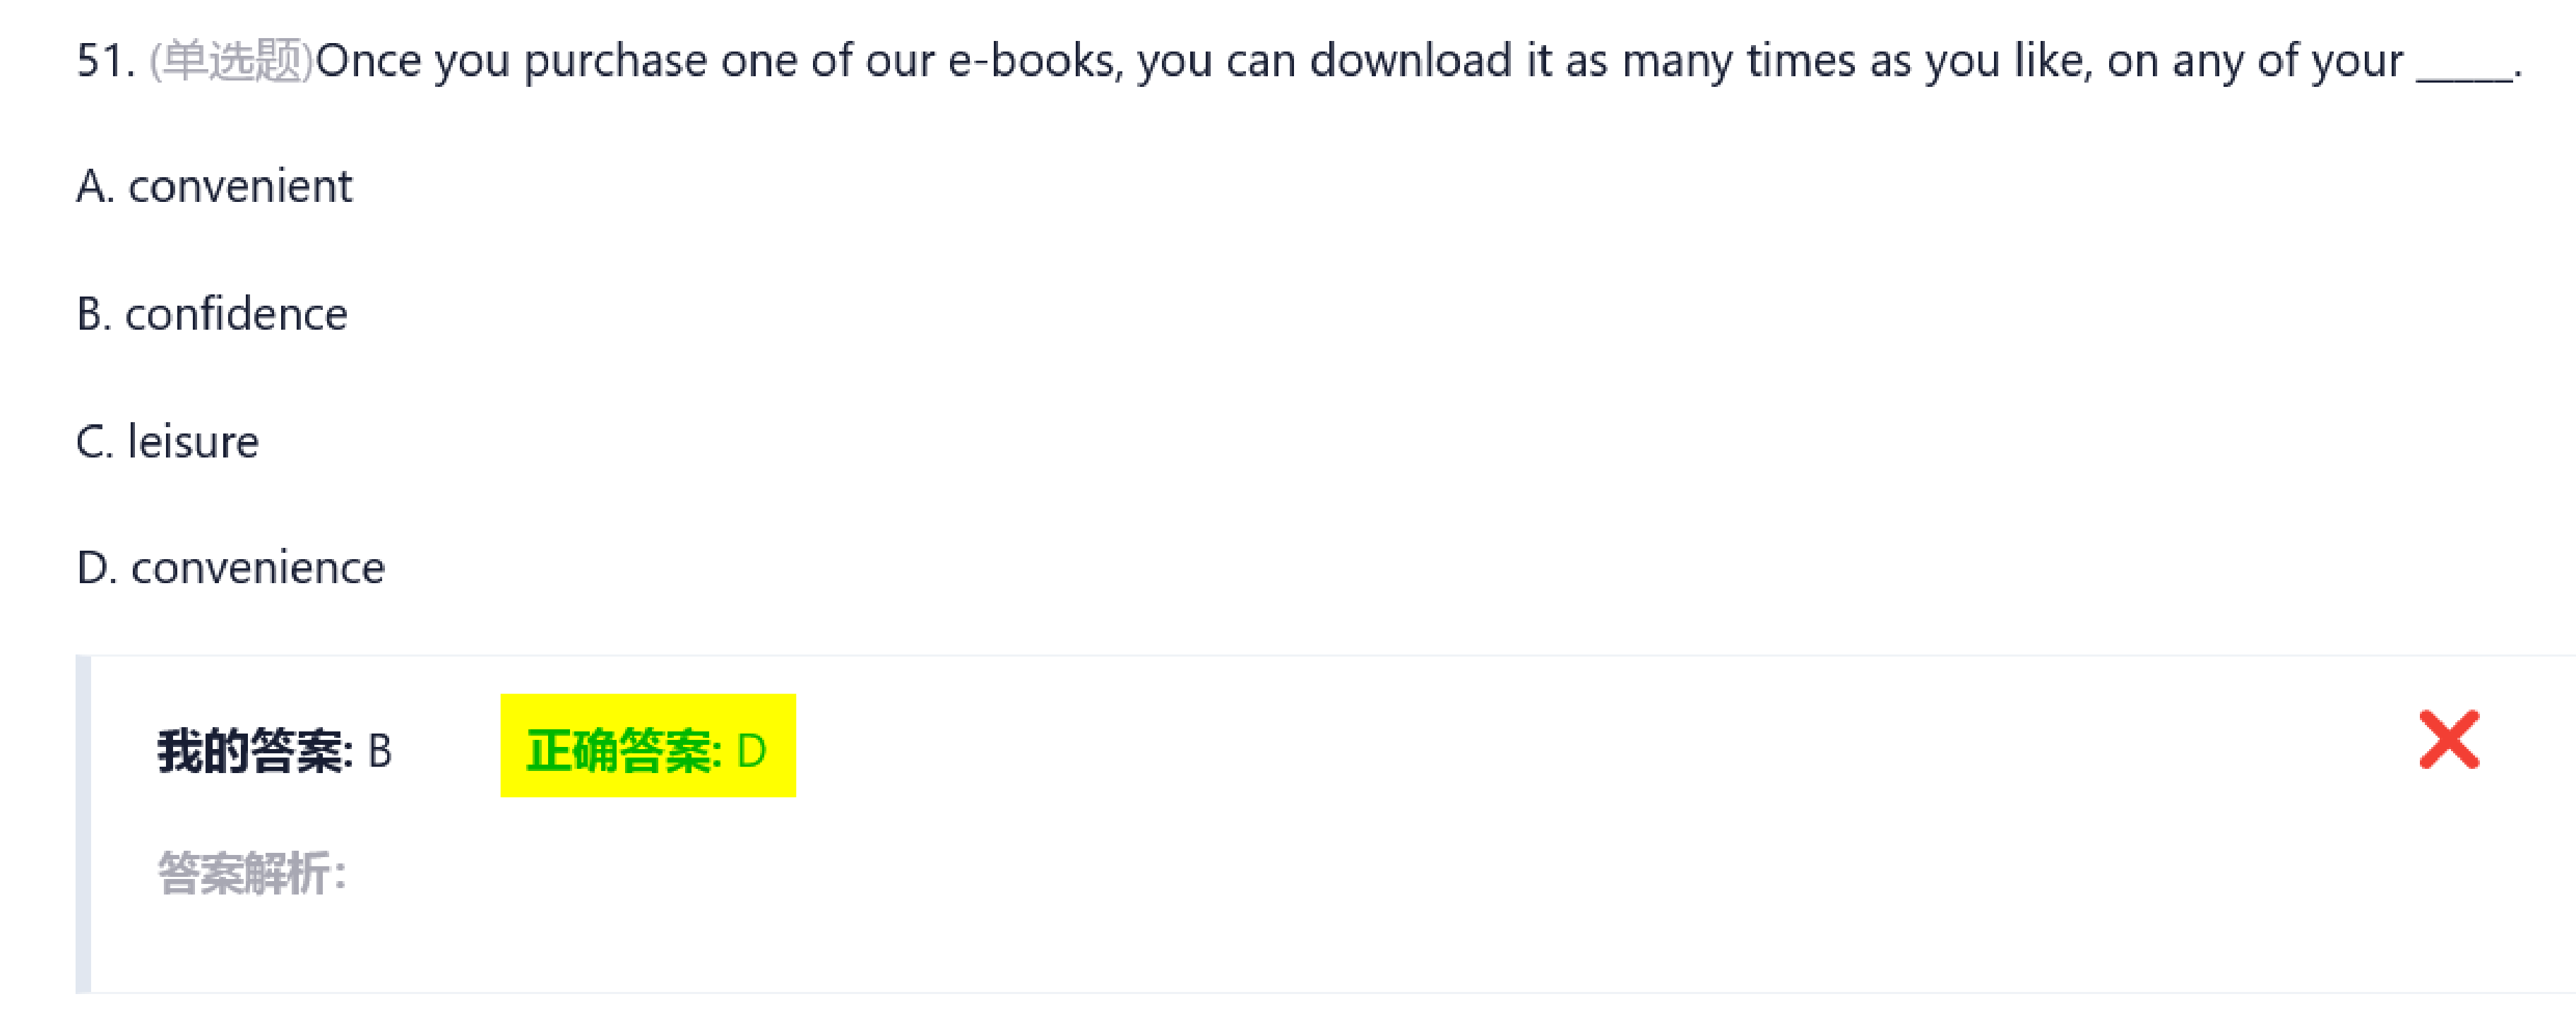 51. (单选题)Once you purchase one of our e-books, you can download it as many times as you like, on any of your _____.
A. convenient
B. confidence
C. leisure
D. convenience
我的答案: B 正确答案: D
答案解析: